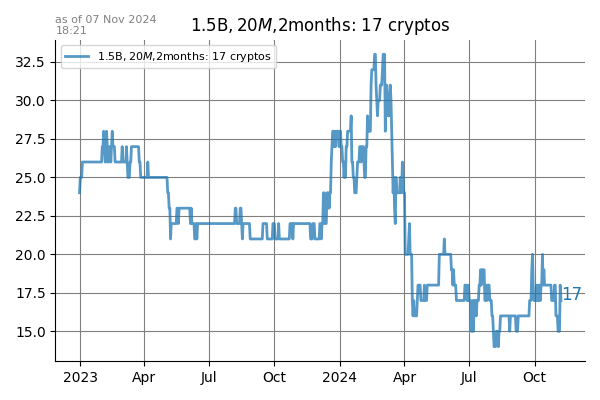 as of 07 Nov 2024
18:21
1.5B, 20M,2months: 17 cryptos
1.5B, 20M,2months: 17 cryptos
32.5
30.0
27.5
25.0
22.5
20.0
17.5
15.0
17
2023 Apr Jul Oct 2024 Apr Jul Oct